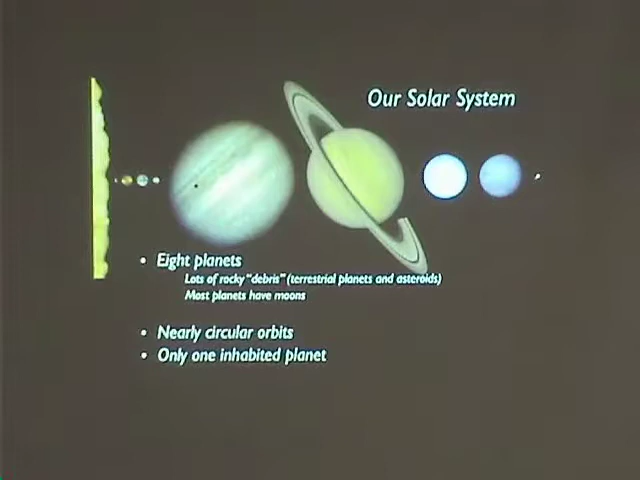 Our Solar System
• Eight planets
Lots of rocky "debris" (terrestrial planets and asteroids)
Most planets have moons
• Nearly circular orbits
• Only one inhabited planet